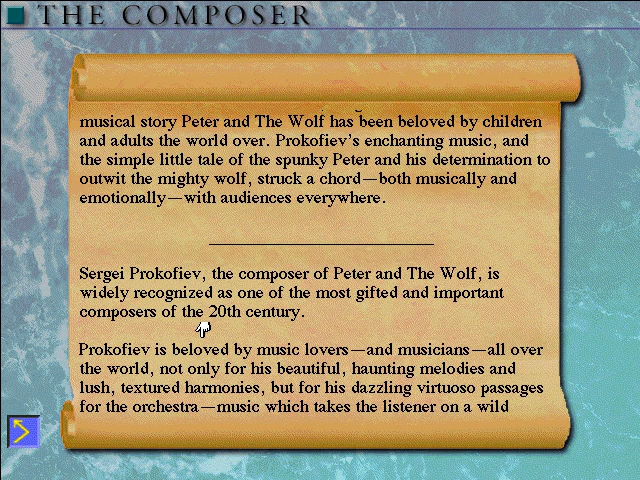 THE COMPOSER
musical story Peter and The Wolf has been beloved by children
and adults the world over. Prokofiev's enchanting music, and
the simple little tale of the spunky Peter and his determination to
outwit the mighty wolf, struck a chord—both musically and
emotionally—with audiences everywhere.
Sergei Prokofiev, the composer of Peter and The Wolf, is
widely recognized as one of the most gifted and important
composers of the 20th century.
Prokofiev is beloved by music lovers—and musicians—all over
the world, not only for his beautiful, haunting melodies and
lush, textured harmonies, but for his dazzling virtuoso passages
for the orchestra—music which takes the listener on a wild